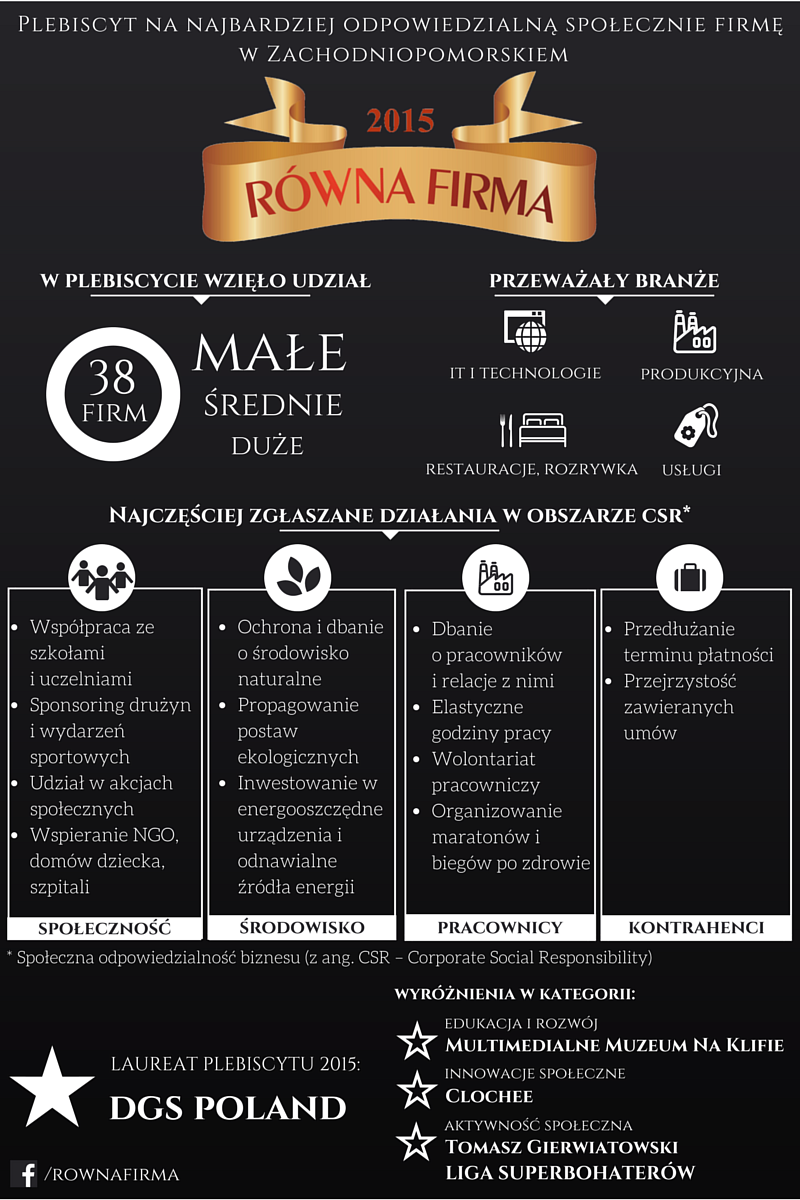 Plebiscyt na najbardziej odpowiedzialną społecznie firmę
w Zachodniopomorskiem
2015
RÓWNA FIRMA
W PLEBISCYCIE WZIĘŁO UDZIAŁ
38
FIRM
MAŁE
ŚREDNIE
DUŻE
PRZEWAŻAŁY BRANŻE
IT I TECHNOLOGIE
PRODUKCYJNA
RESTAURACJE, ROZRYWKA
USŁUGI
Najczęściej zgłaszane działania w obszarze CSR*
• Współpraca ze
szkołami
i uczelniami
• Sponsoring drużyn
i wydarzeń
sportowych
• Udział w akcjach
społecznych
• Wspieranie NGO,
domów dziecka,
szpitali
SPOŁECZNOŚĆ
• Ochrona i dbanie
o środowisko
naturalne
• Propagowanie
postaw
ekologicznych
• Inwestowanie w
energooszczędne
urządzenia i
odnawialne
źródła energii
ŚRODOWISKO
• Dbanie
o pracowników
i relacje z nimi
• Elastyczne
godziny pracy
• Wolontariat
pracowniczy
• Organizowanie
maratonów i
biegów po zdrowie
PRACOWNICY
• Przedłużanie
terminu płatności
• Przejrzystość
zawieranych
umów
KONTRAHENCI
* Społeczna odpowiedzialność biznesu (z ang. CSR – Corporate Social Responsibility)
LAUREAT PLEBISCYTU 2015:
DGS POLAND
WYRÓŻNIENIA W KATEGORII:
EDUKACJA I ROZWÓJ
Multimedialne Muzeum Na Klifie
INNOWACJE SPOŁECZNE
Clochee
AKTYWNOŚĆ SPOŁECZNA
Tomasz Gierwiatowski
LIGA SUPERBOHATERÓW
f /ROWNAFIRMA